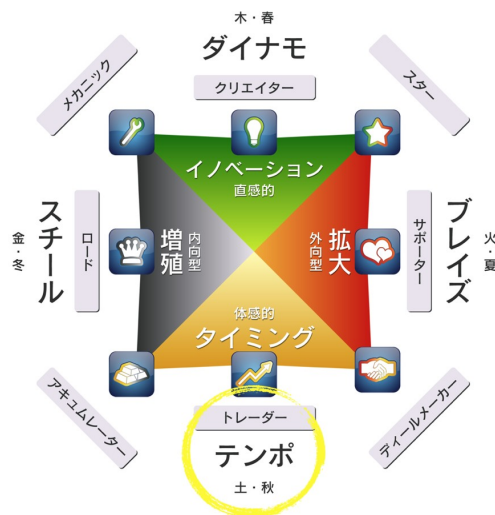 木・春
ダイナモ
メカニック
クリエイター
スター
イノベーション
直感的
金・冬
スチール
ロード
増殖
内向型
外向型
拡大
サポーター
ブレイズ
火・夏
体感的
タイミング
アキュムレーター
トレーダー
ディールメーカー
テンポ
土・秋